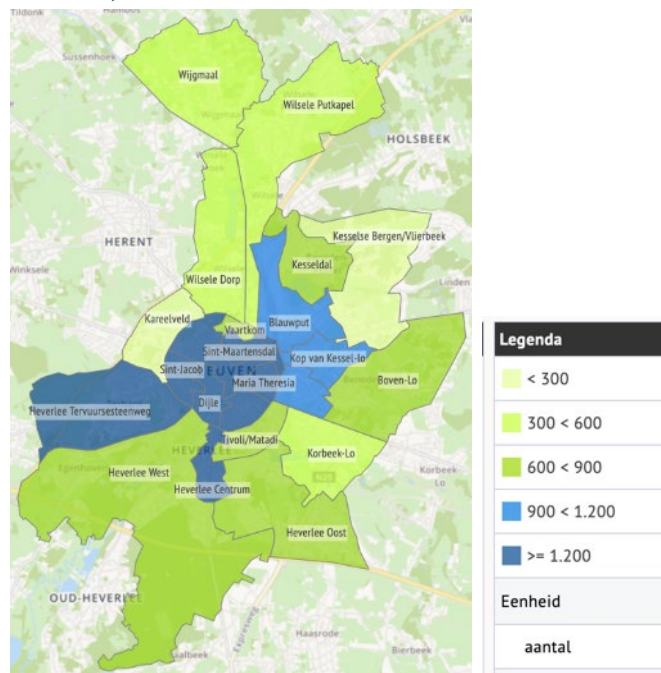 Tildonk
Sussenhoek
Wijgmaal
Wilsele Putkapel
HOLSBEEK
HERENT
Winksele
Wilsele
Kesselse Bergen/Vlierbeek
Kesseldal
Linden
Wilsele Dorp
Kareelveld
Vaartkom
Blauwput
Sint-Maartensdal
Kop van Kessel-lo
Sint-Jacob
EUVEN
Maria Theresia
Boven-Lo
Dijle
Heverlee Tervuursesteenweg
Tivoli/Matadi
HEVERLEE
Korbeek-Lo
Korbeek
Lo
Heverlee West
Heverlee Centrum
Heverlee Oost
OUD-HEVERLEE
Expresweg
Haasrode
Bierbeek
Legenda
< 300
300 < 600
600 < 900
900 < 1.200
>= 1.200
Eenheid
aantal